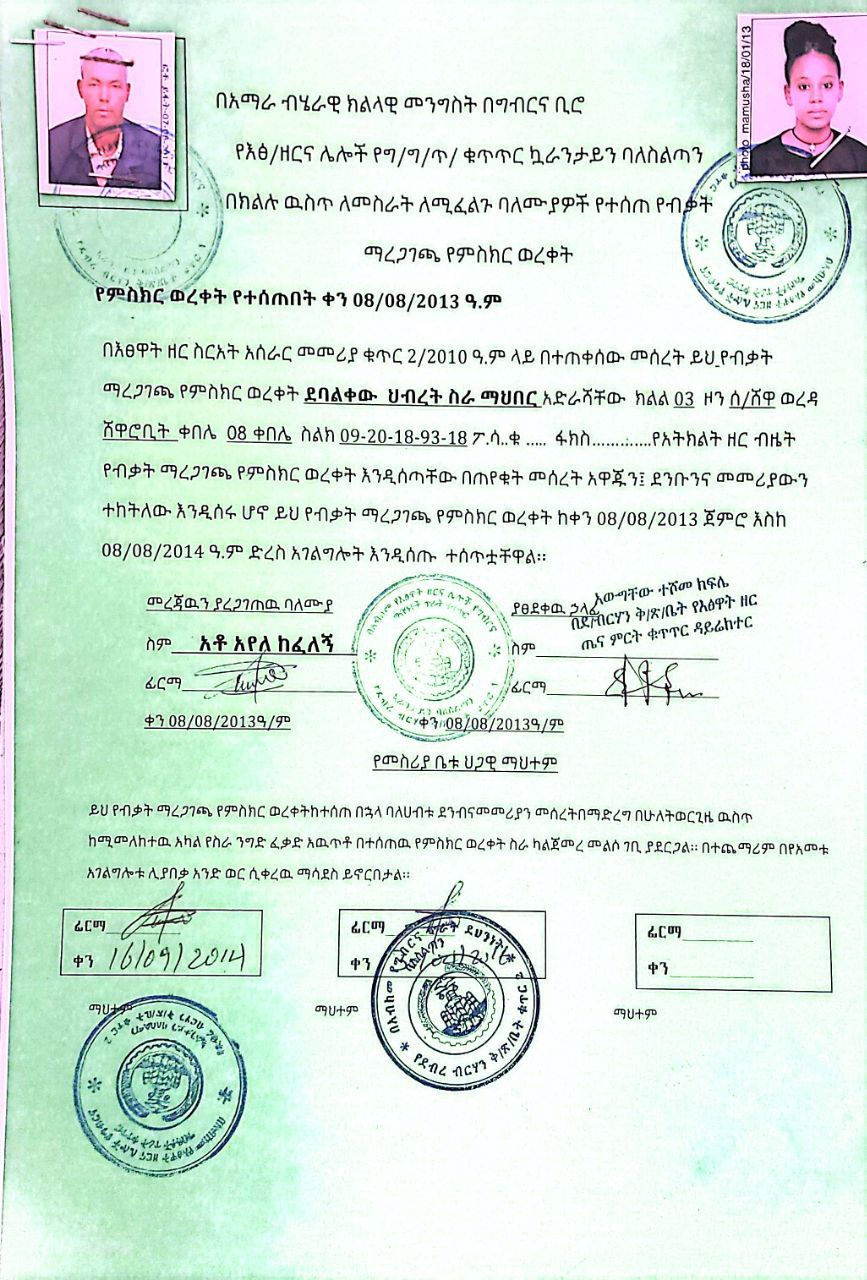 photo mamusha/18/01/13
በአማራ ብሄራዊ ክልላዊ መንግስት በግብርና ቢሮ
የእፅ/ዘርና ሌሎች የግ/ግ/ጥ/ ቁጥጥር ኳራንታይን ባለስልጣን
በክልሉ ዉስጥ ለመስራት ለሚፈልጉ ባለሙያዎች የተሰጠ የብቃት
ማረጋገጫ የምስክር ወረቀት
የምስክር ወረቀት የተሰጠበት ቀን 08/08/2013 ዓ.ም
በእፀዋት ዘር ስርአት አሰራር መመሪያ ቁጥር 2/2010 ዓ.ም ላይ በተጠቀሰው መሰረት ይህ የብቃት
ማረጋገጫ የምስክር ወረቀት ደባልቀው ህብረት ስራ ማህበር አድራሻቸው ክልል 03 ዞን ሰ/ሸዋ ወረዳ
ሸዋሮቢት ቀበሌ 08 ቀበሌ ስልክ 09-20-18-93-18 ፖ.ሳ..ቁ ..... ፋክስ.............የአትክልት ዘር ብዜት
የብቃት ማረጋገጫ የምስክር ወረቀት እንዲሰጣቸው በጠየቁት መሰረት አዋጁን፤ ደንቡንና መመሪያውን
ተከትለው እንዲሰሩ ሆኖ ይህ የብቃት ማረጋገጫ የምስክር ወረቀት ከቀን 08/08/2013 ጀምሮ እስከ
08/08/2014 ዓ.ም ድረስ አገልግሎት እንዲሰጡ ተሰጥቷቸዋል፡፡
መረጃዉን ያረጋገጠዉ ባለሙያ
ስም አቶ አየለ ከፈለኝ
ፊርማ
ቀን 08/08/2013ዓ/ም
ያፀደቀዉ ኃላፊ
አውግቸው ተሾመ ከፍሌ
በደ/ብርሃን ቅ/ጽ/ቤት የእፅዋት ዘር
ጤና ምርት ቁጥጥር ዳይሬክተር
ስም
ፊርማ
ቀን 08/08/2013ዓ/ም
የመስሪያ ቤቱ ህጋዊ ማህተም
ይህ የብቃት ማረጋገጫ የምስክር ወረቀትከተሰጠ በኋላ ባለሀብቱ ደንብናመመሪያን መሰረትበማድረግ በሁለትወርጊዜ ዉስጥ
ከሚመለከተዉ አካል የስራ ንግድ ፈቃድ አዉጥቶ በተሰጠዉ የምስክር ወረቀት ስራ ካልጀመረ መልሶ ገቢ ያደርጋል፡፡ በተጨማሪም በየአመቱ
አገልግሎቱ ሊያበቃ አንድ ወር ሲቀረዉ ማሳደስ ይኖርበታል፡፡
ፊርማ
ቀን 16/09/2014
ማህተም
ፊርማ
ቀን
ማህተም
ፊርማ
ቀን
ማህተም
የደብረ ብርሃን ቅ/ጽ/ቤት ቁጥር 2